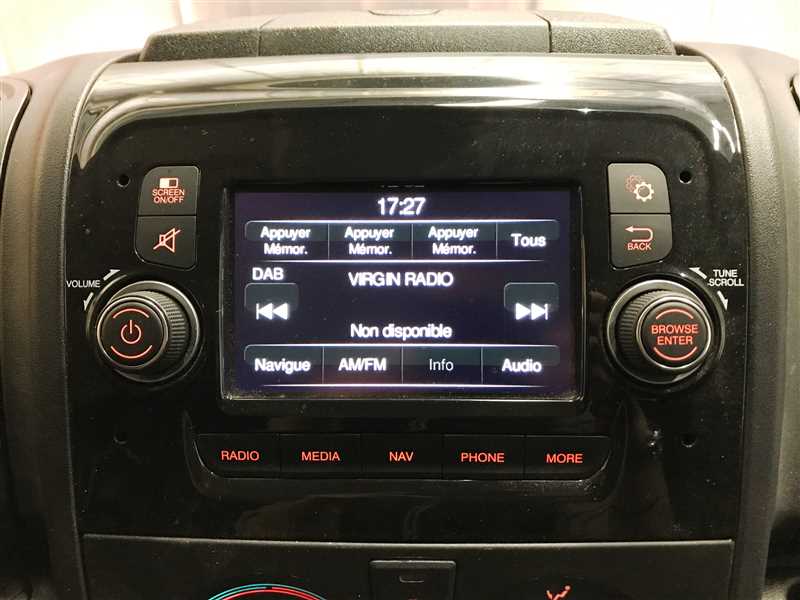 SCREEN
ON/OFF
VOLUME
17:27
Appuyer Appuyer Appuyer Tous
Mémor. Mémor. Mémor.
DAB VIRGIN RADIO
Non disponible
Navigue AM/FM Info Audio
BACK
TUNE
SCROLL
BROWSE
ENTER
RADIO MEDIA NAV PHONE MORE